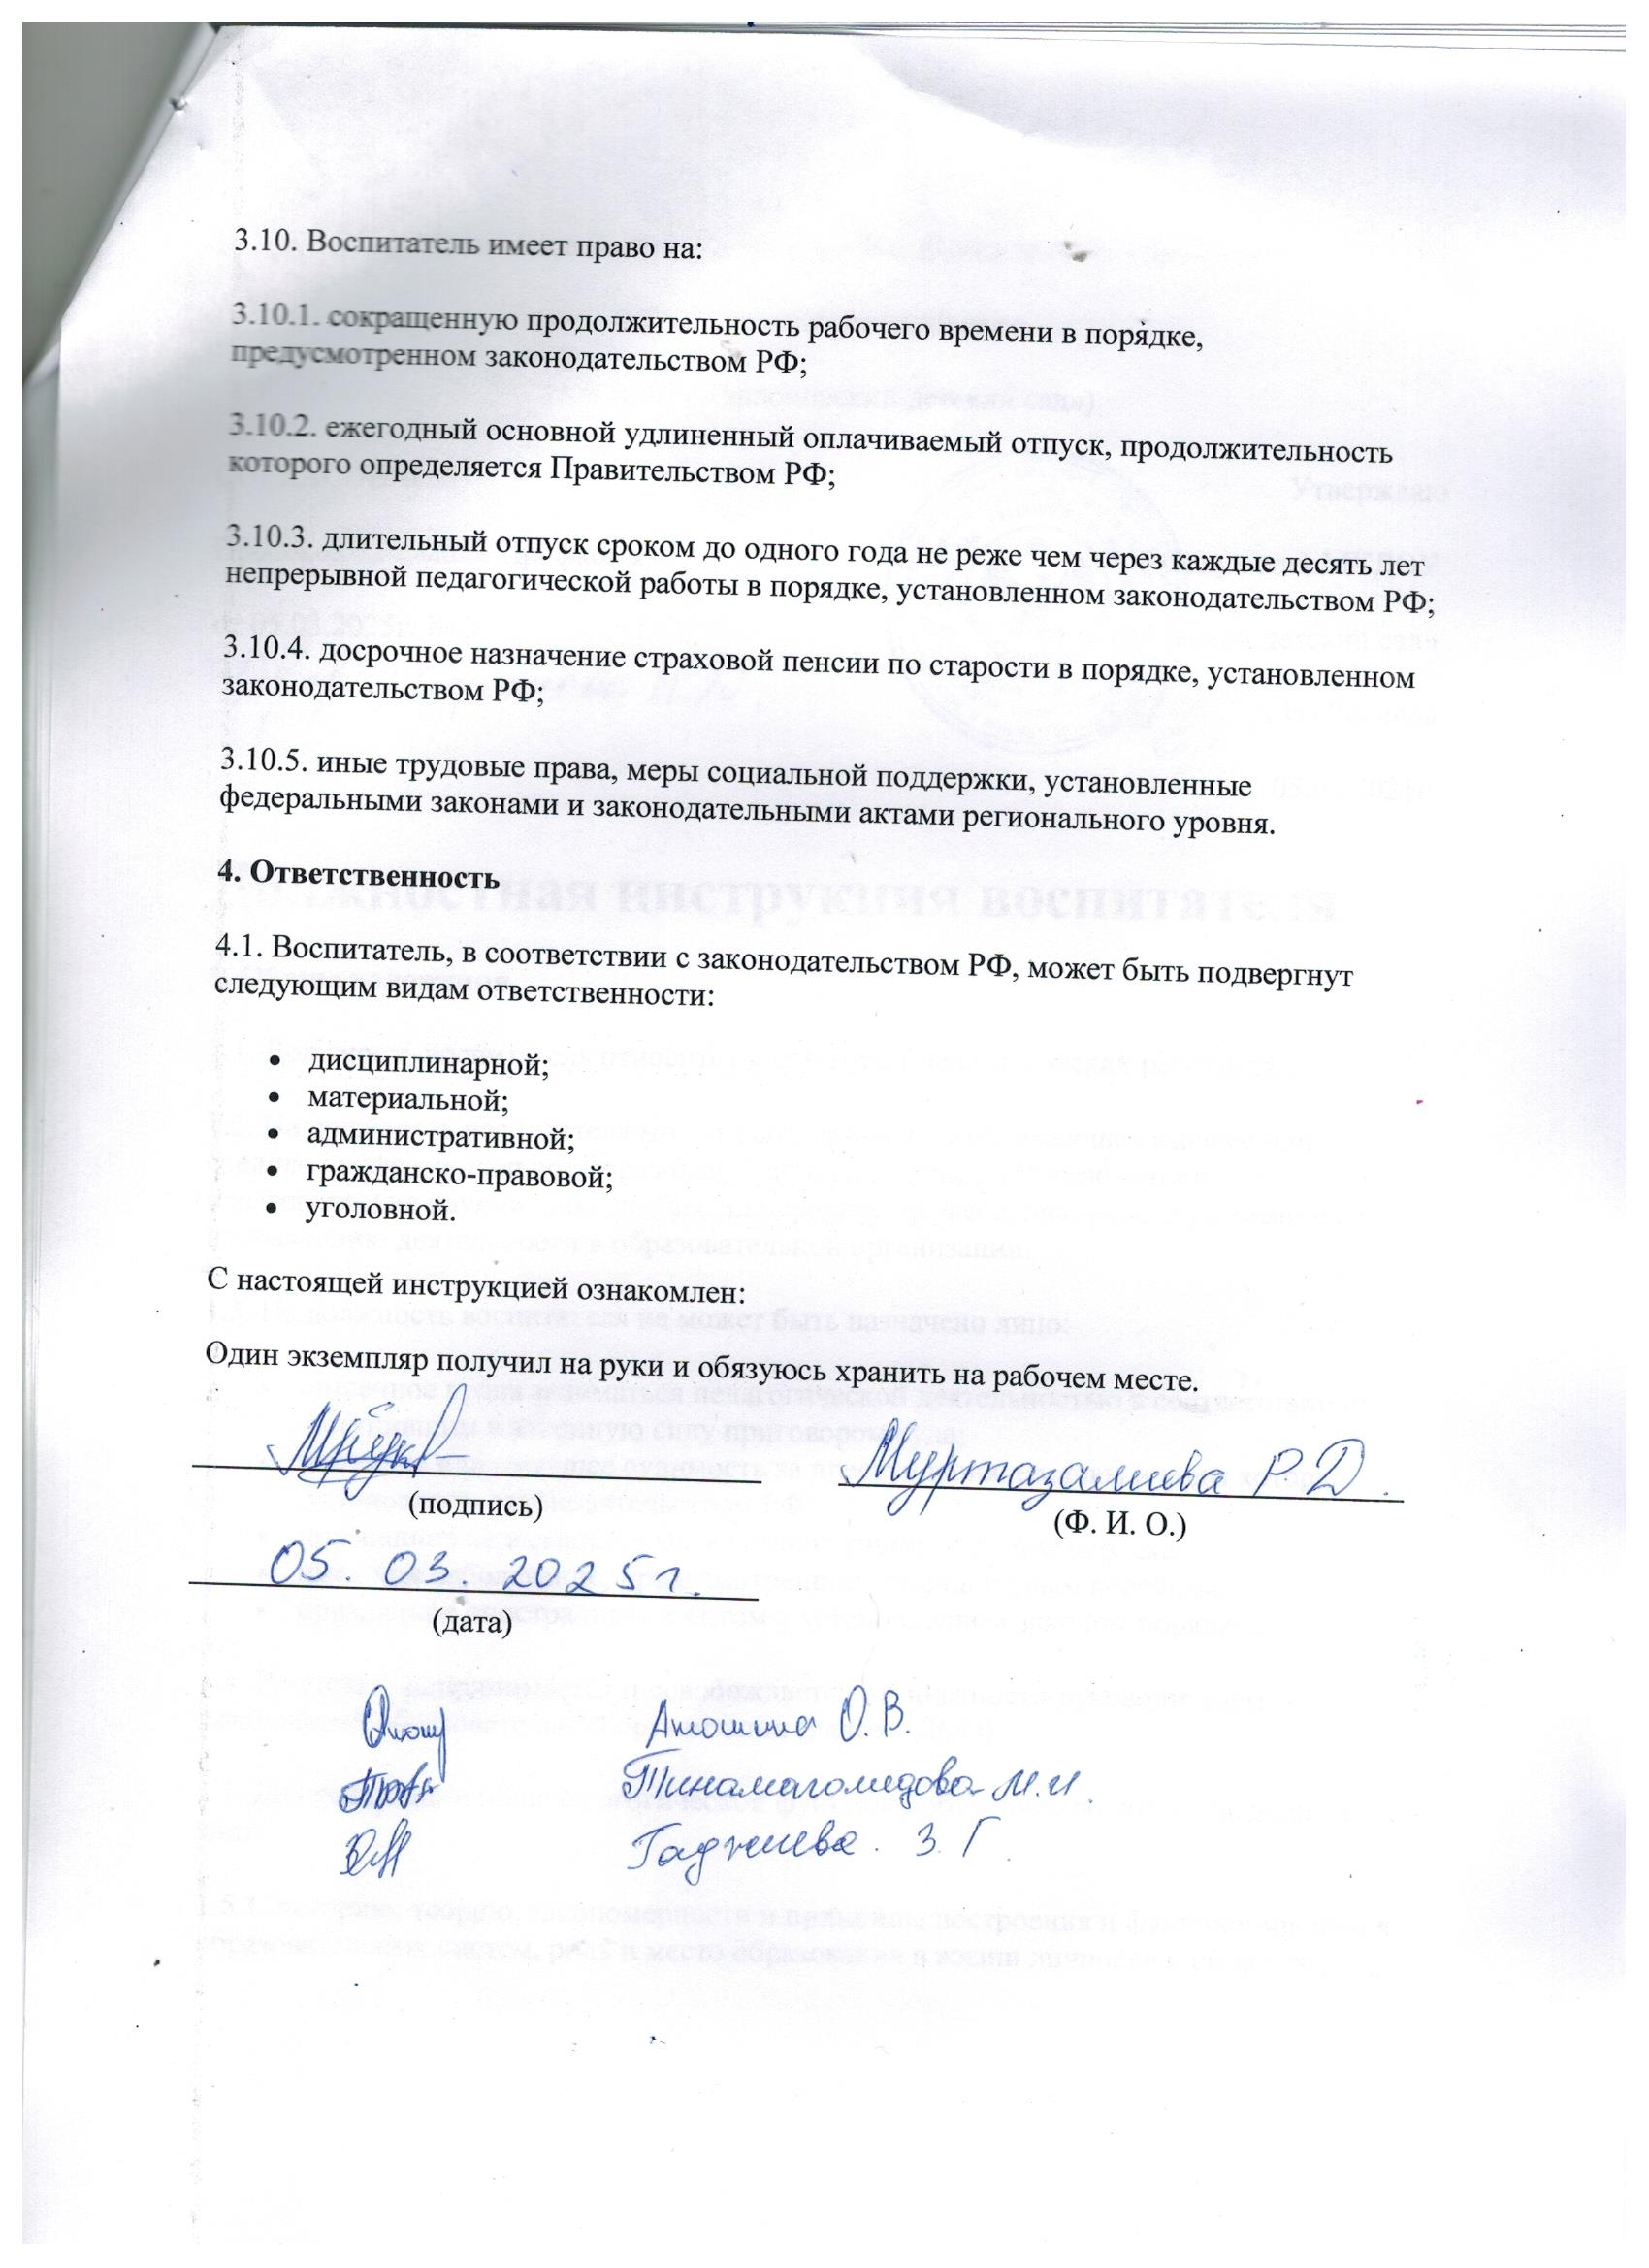 3.10. Воспитатель имеет право на:
3.10.1. сокращенную продолжительность рабочего времени в порядке,
предусмотренном законодательством РФ;
3.10.2. ежегодный основной удлиненный оплачиваемый отпуск, продолжительность
которого определяется Правительством РФ;
3.10.3. длительный отпуск сроком до одного года не реже чем через каждые десять лет
непрерывной педагогической работы в порядке, установленном законодательством РФ;
3.10.4. досрочное назначение страховой пенсии по старости в порядке, установленном
законодательством РФ;
3.10.5. иные трудовые права, меры социальной поддержки, установленные
федеральными законами и законодательными актами регионального уровня.
4. Ответственность
4.1. Воспитатель, в соответствии с законодательством РФ, может быть подвергнут
следующим видам ответственности:
• дисциплинарной;
• материальной;
• административной;
• гражданско-правовой;
• уголовной.
С настоящей инструкцией ознакомлен:
Один экземпляр получил на руки и обязуюсь хранить на рабочем месте.
Муртазалиева Р.Д.
(подпись) (Ф. И. О.)
05. 03. 2025г.
(дата)
Анюшина О.В.
Тинамагомедова М.И.
Гаджиева. З.Г.